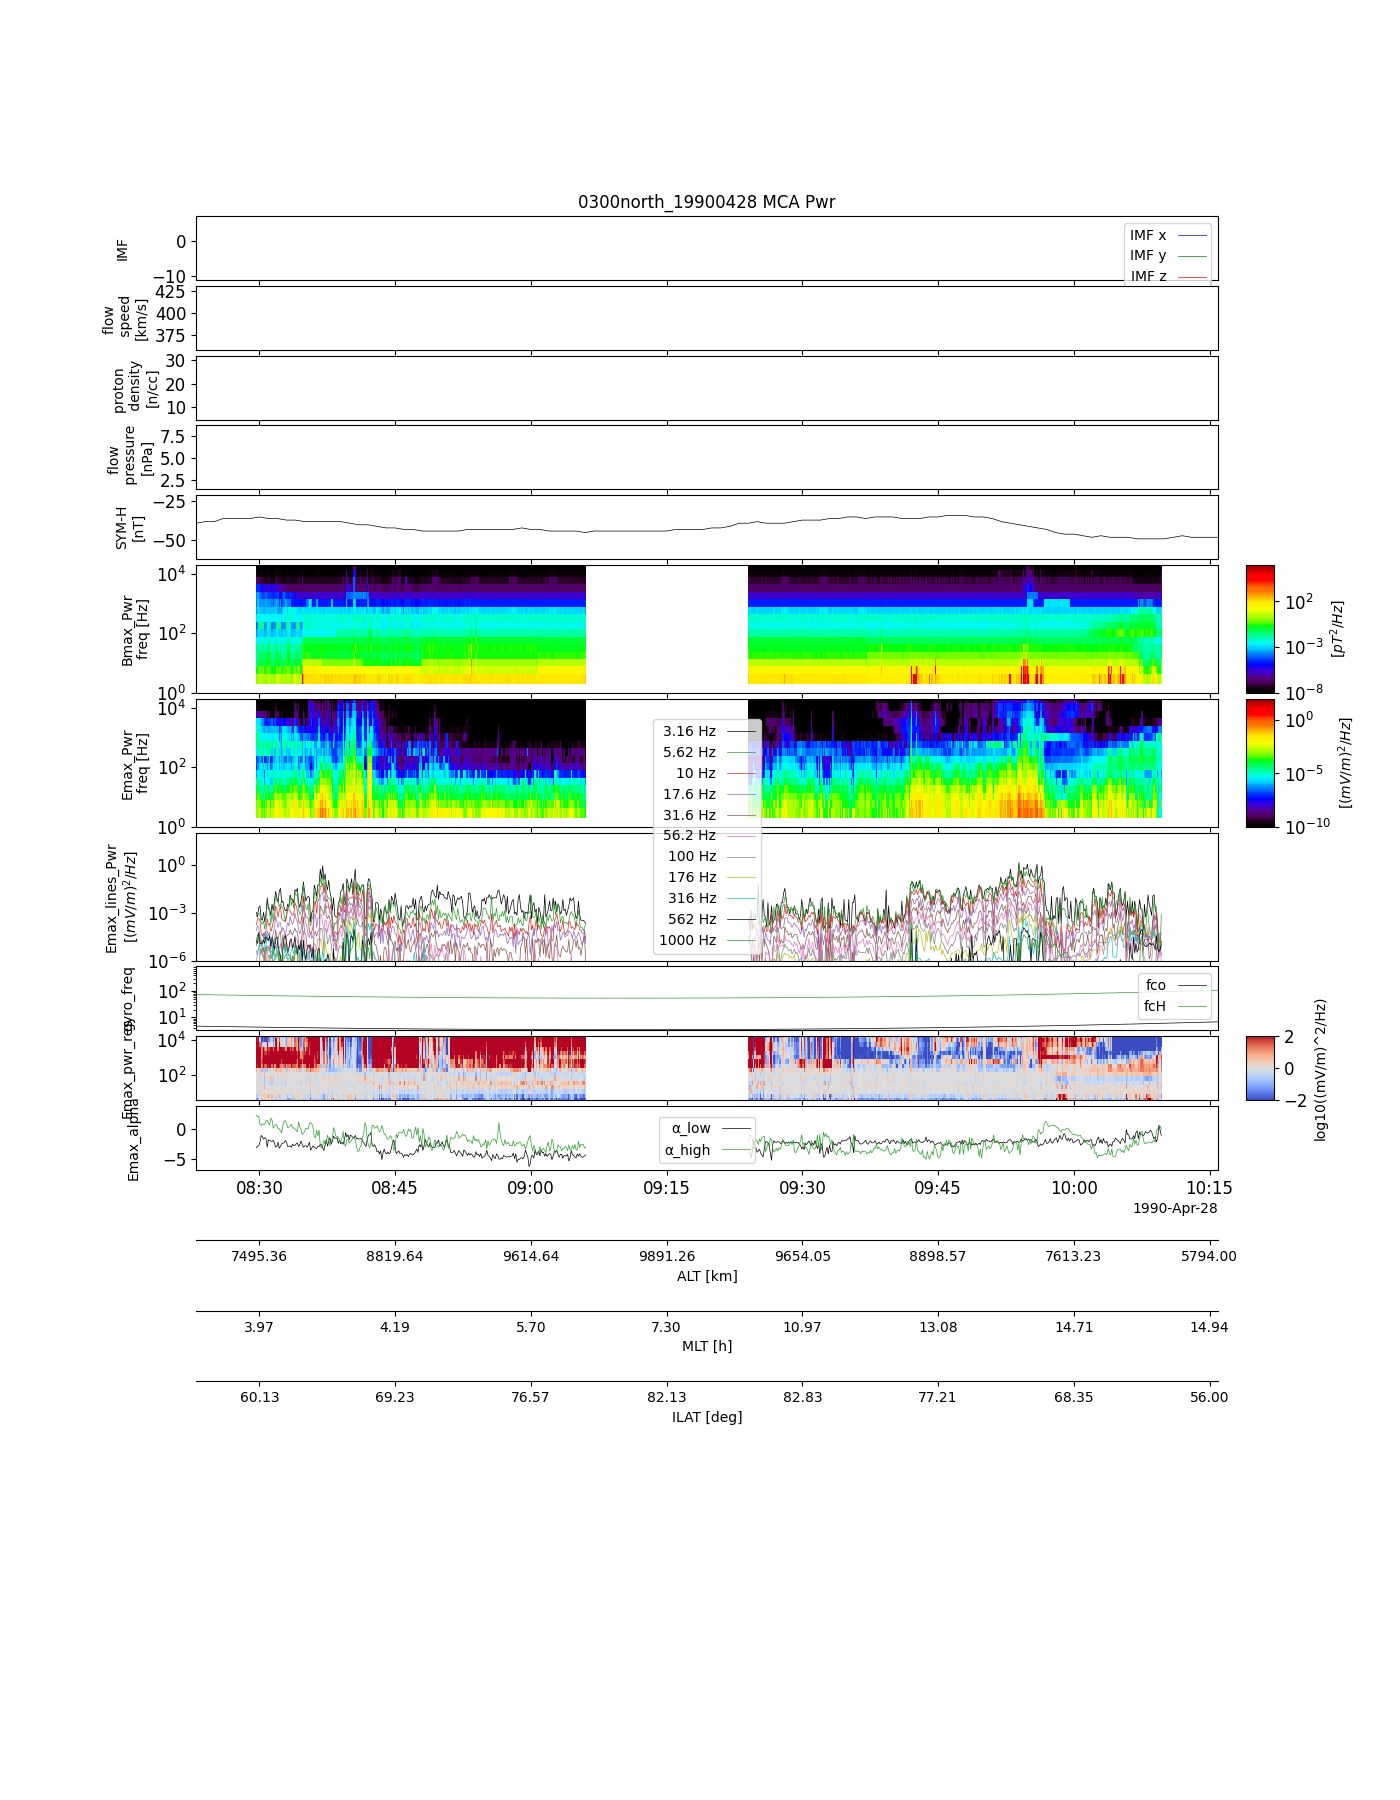 0300north_19900428 MCA Pwr
IMF
0
−10
IMF x
IMF y
IMF z
flow
speed
[km/s]
425
400
375
proton
density
[n/cc]
30
20
10
flow
pressure
[nPa]
7.5
5.0
2.5
SYM-H
[nT]
−25
−50
Bmax_Pwr
freq [Hz]
10^4
10^2
10^0
10^2
10^−3
10^−8
[pT^2/Hz]
Emax_Pwr
freq [Hz]
10^4
10^2
10^0
10^0
10^−5
10^−10
[(mV/m)^2/Hz]
3.16 Hz
5.62 Hz
10 Hz
17.6 Hz
31.6 Hz
56.2 Hz
100 Hz
176 Hz
316 Hz
562 Hz
1000 Hz
Emax_lines_Pwr
[(mV/m)^2/Hz]
10^0
10^−3
10^−6
gyro_freq
10^2
10^1
fco
fcH
Emax_pwr_reg
10^4
10^2
2
0
−2
log10((mV/m)^2/Hz)
Emax_alpha
0
−5
α_low
α_high
08:30 08:45 09:00 09:15 09:30 09:45 10:00 10:15
1990-Apr-28
7495.36 8819.64 9614.64 9891.26 9654.05 8898.57 7613.23 5794.00
ALT [km]
3.97 4.19 5.70 7.30 10.97 13.08 14.71 14.94
MLT [h]
60.13 69.23 76.57 82.13 82.83 77.21 68.35 56.00
ILAT [deg]